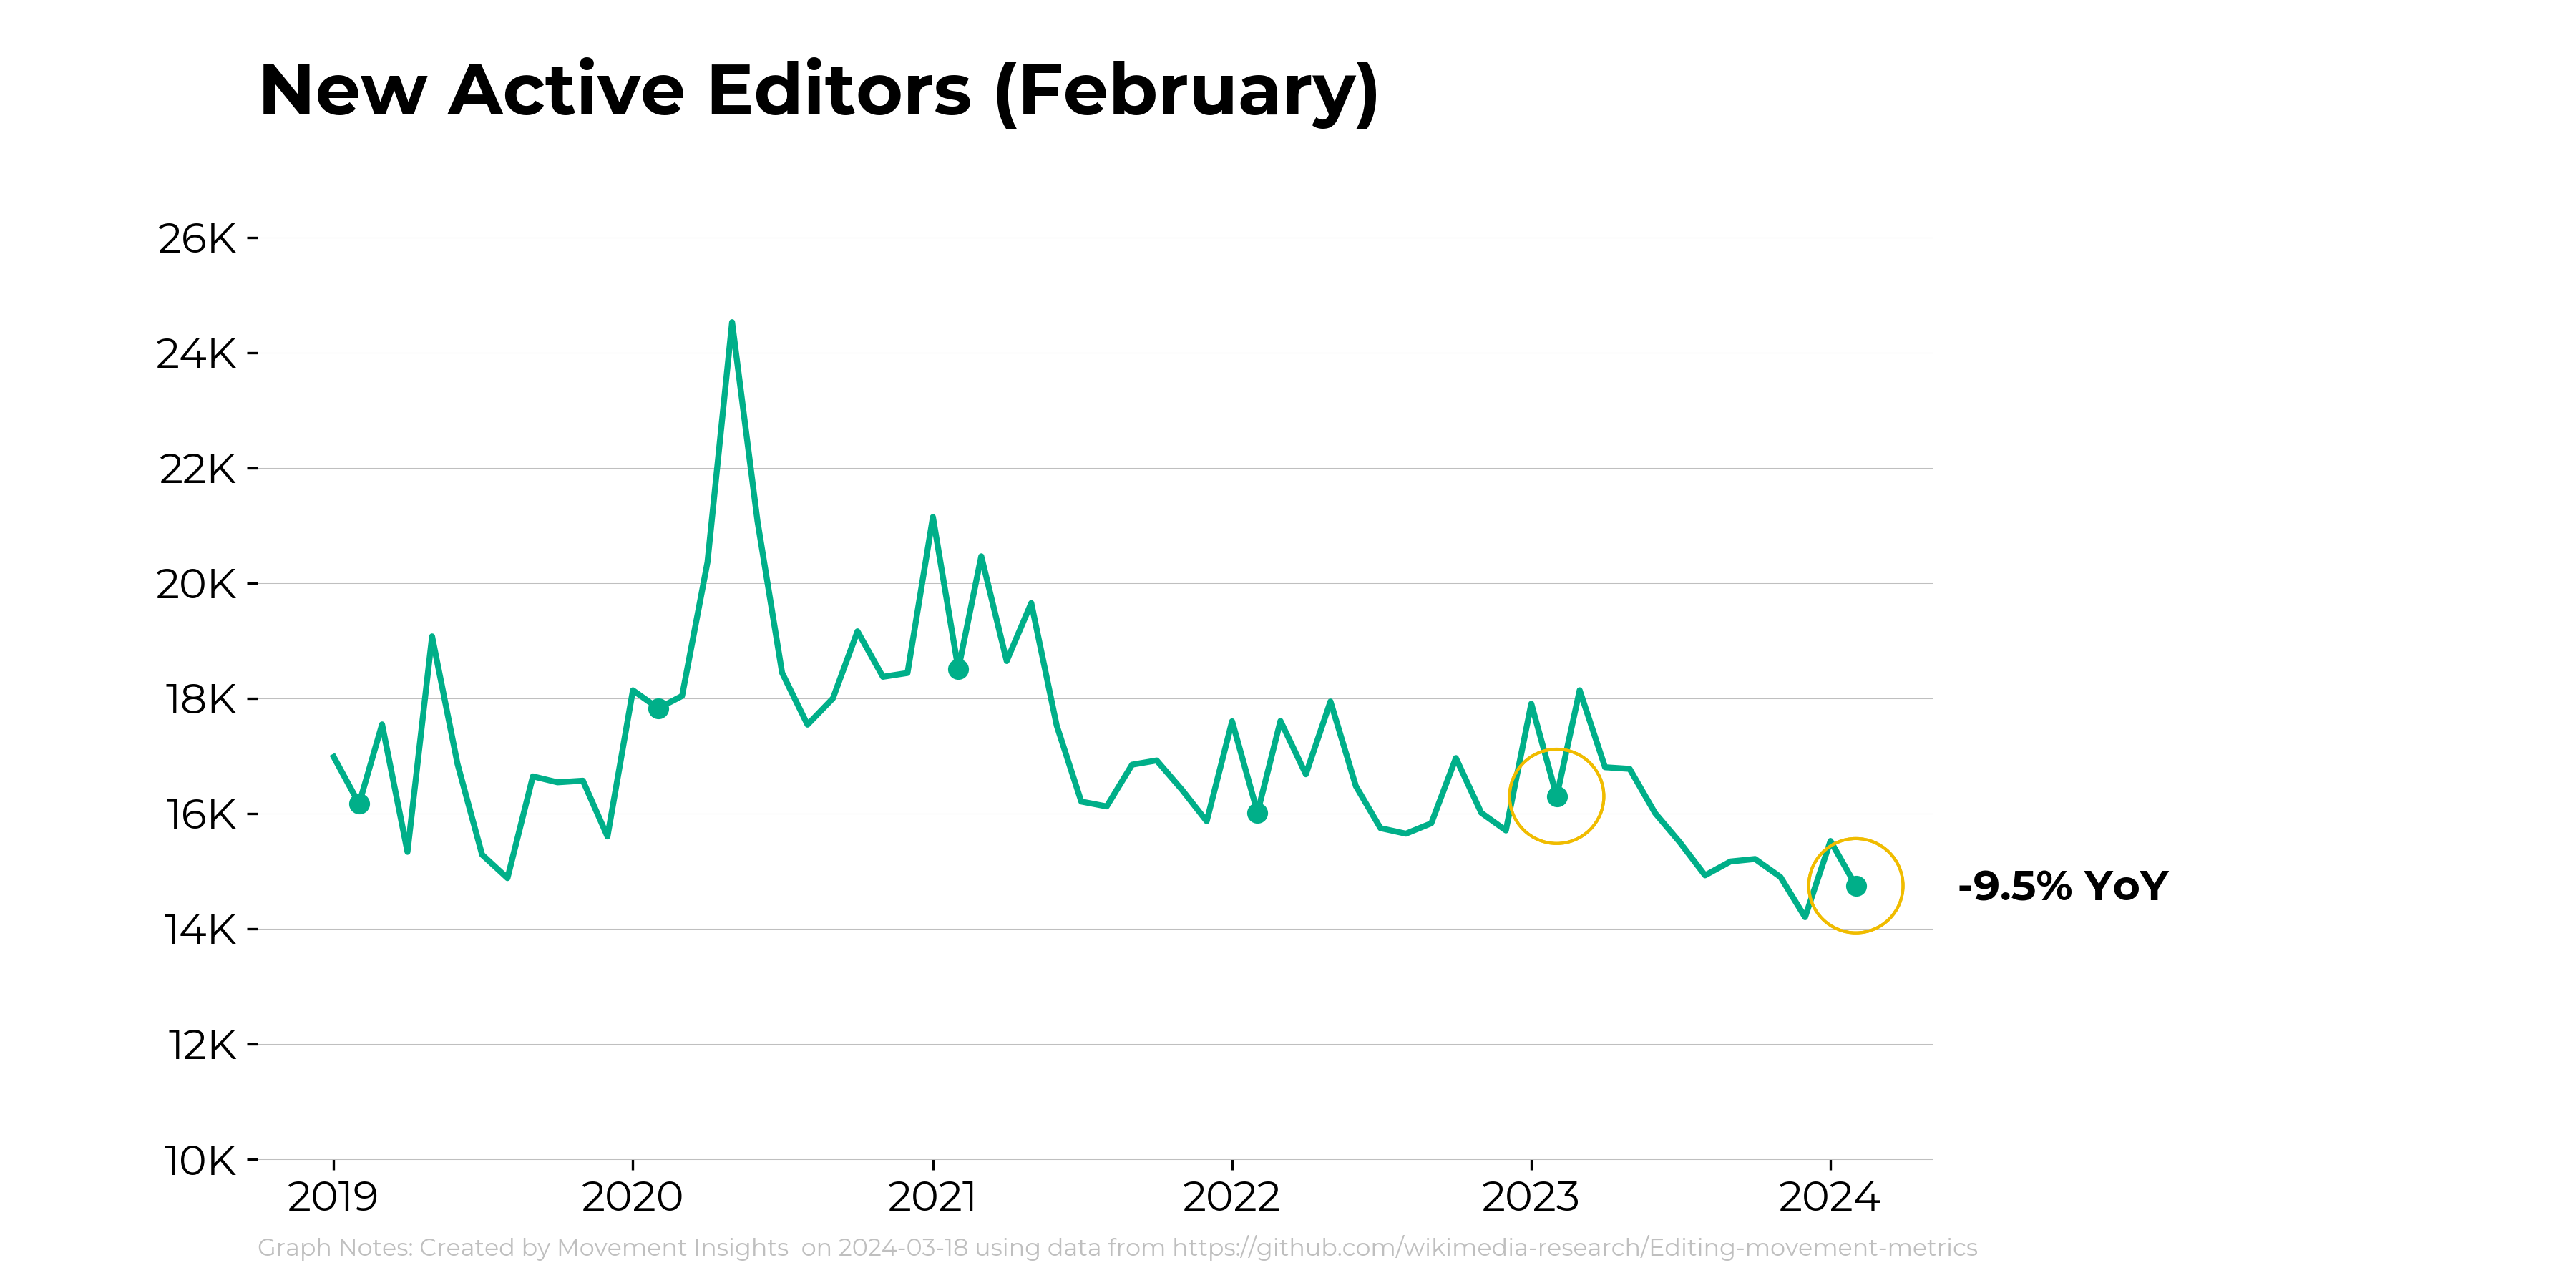 New Active Editors (February)
26K
24K
22K
20K
18K
16K
14K
12K
10K
-9.5% YoY
2019 2020 2021 2022 2023 2024
Graph Notes: Created by Movement Insights  on 2024-03-18 using data from https://github.com/wikimedia-research/Editing-movement-metrics